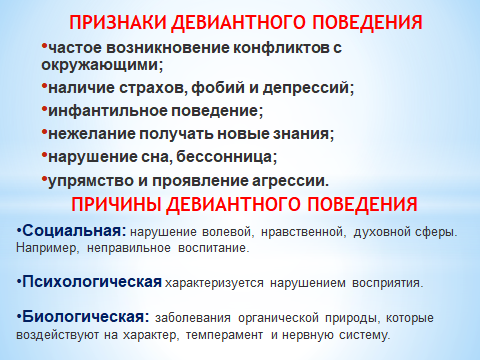 ПРИЗНАКИ ДЕВИАНТНОГО ПОВЕДЕНИЯ
•частое возникновение конфликтов с
окружающими;
•наличие страхов, фобий и депрессий;
•инфантильное поведение;
•нежелание получать новые знания;
•нарушение сна, бессонница;
•упрямство и проявление агрессии.
ПРИЧИНЫ ДЕВИАНТНОГО ПОВЕДЕНИЯ
•Социальная: нарушение волевой, нравственной, духовной сферы.
Например, неправильное воспитание.
•Психологическая характеризуется нарушением восприятия.
•Биологическая: заболевания органической природы, которые
воздействуют на характер, темперамент и нервную систему.